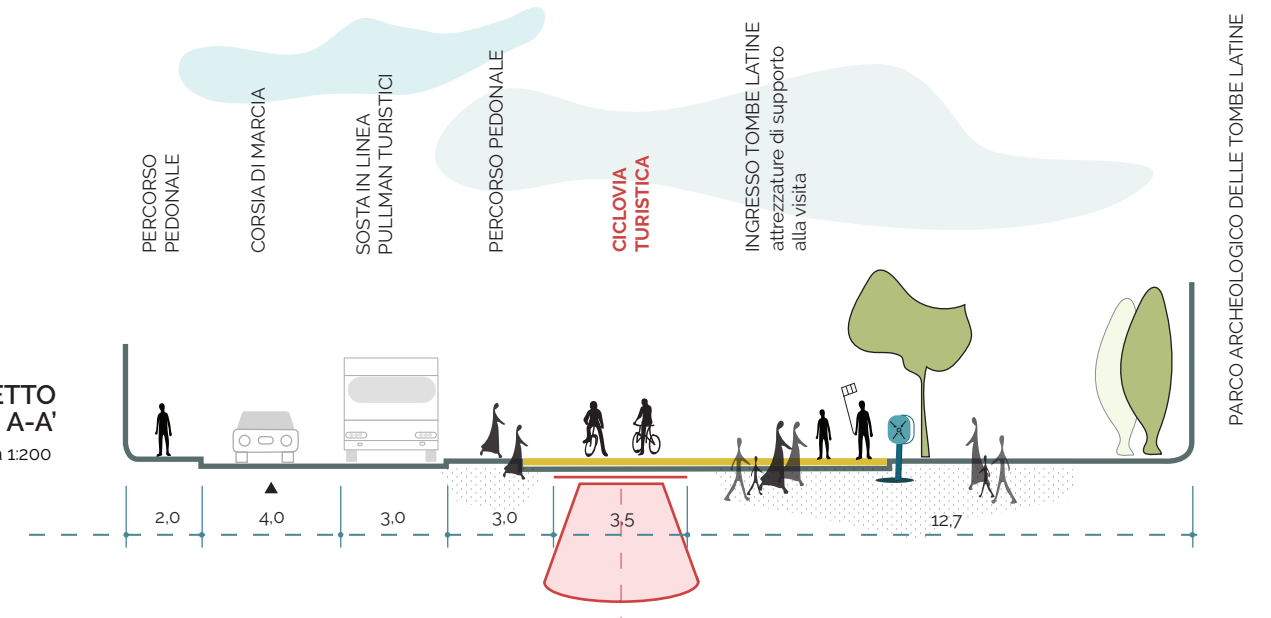 PERCORSO
PEDONALE
CORSIA DI MARCIA
SOSTA IN LINEA
PULLMAN TURISTICI
PERCORSO PEDONALE
CICLOVIA
TURISTICA
INGRESSO TOMBE LATINE
attrezzature di supporto
alla visita
PARCO ARCHEOLOGICO DELLE TOMBE LATINE
ETTO
A-A'
1:200
2,0
4,0
3,0
3,0
3,5
12,7